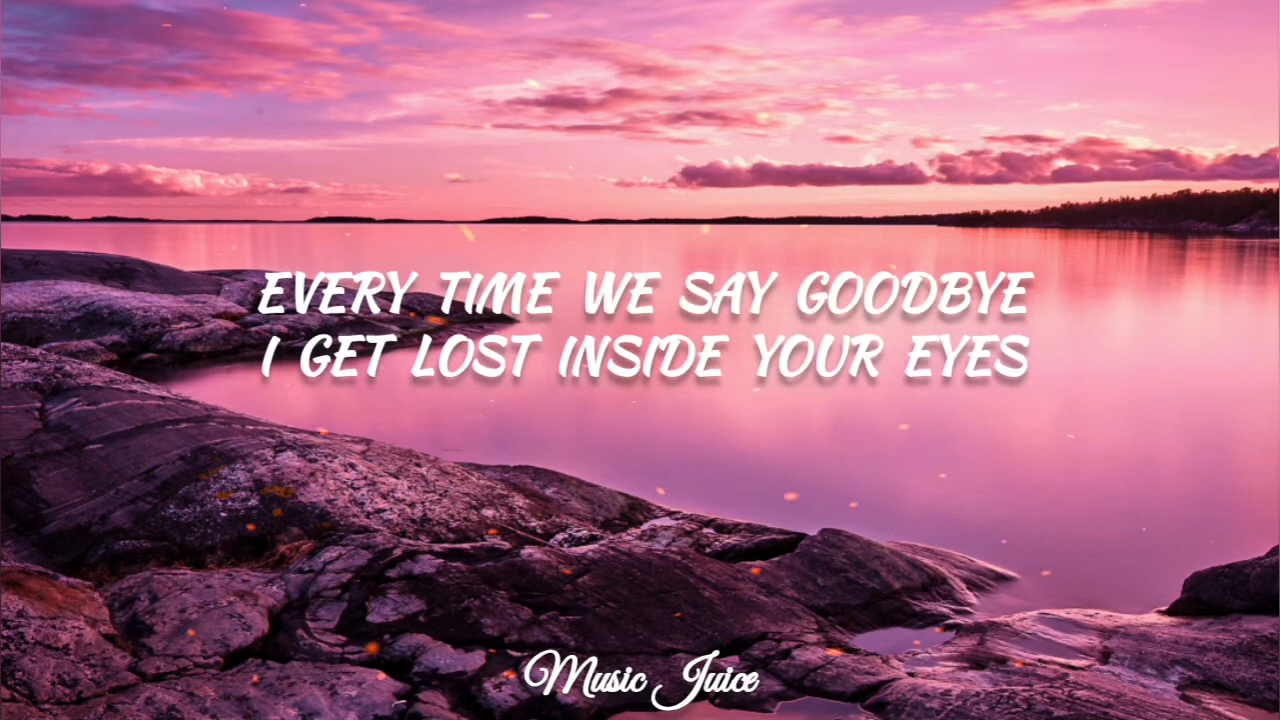 EVERY TIME WE SAY GOODBYE
I GET LOST INSIDE YOUR EYES
Music Juice